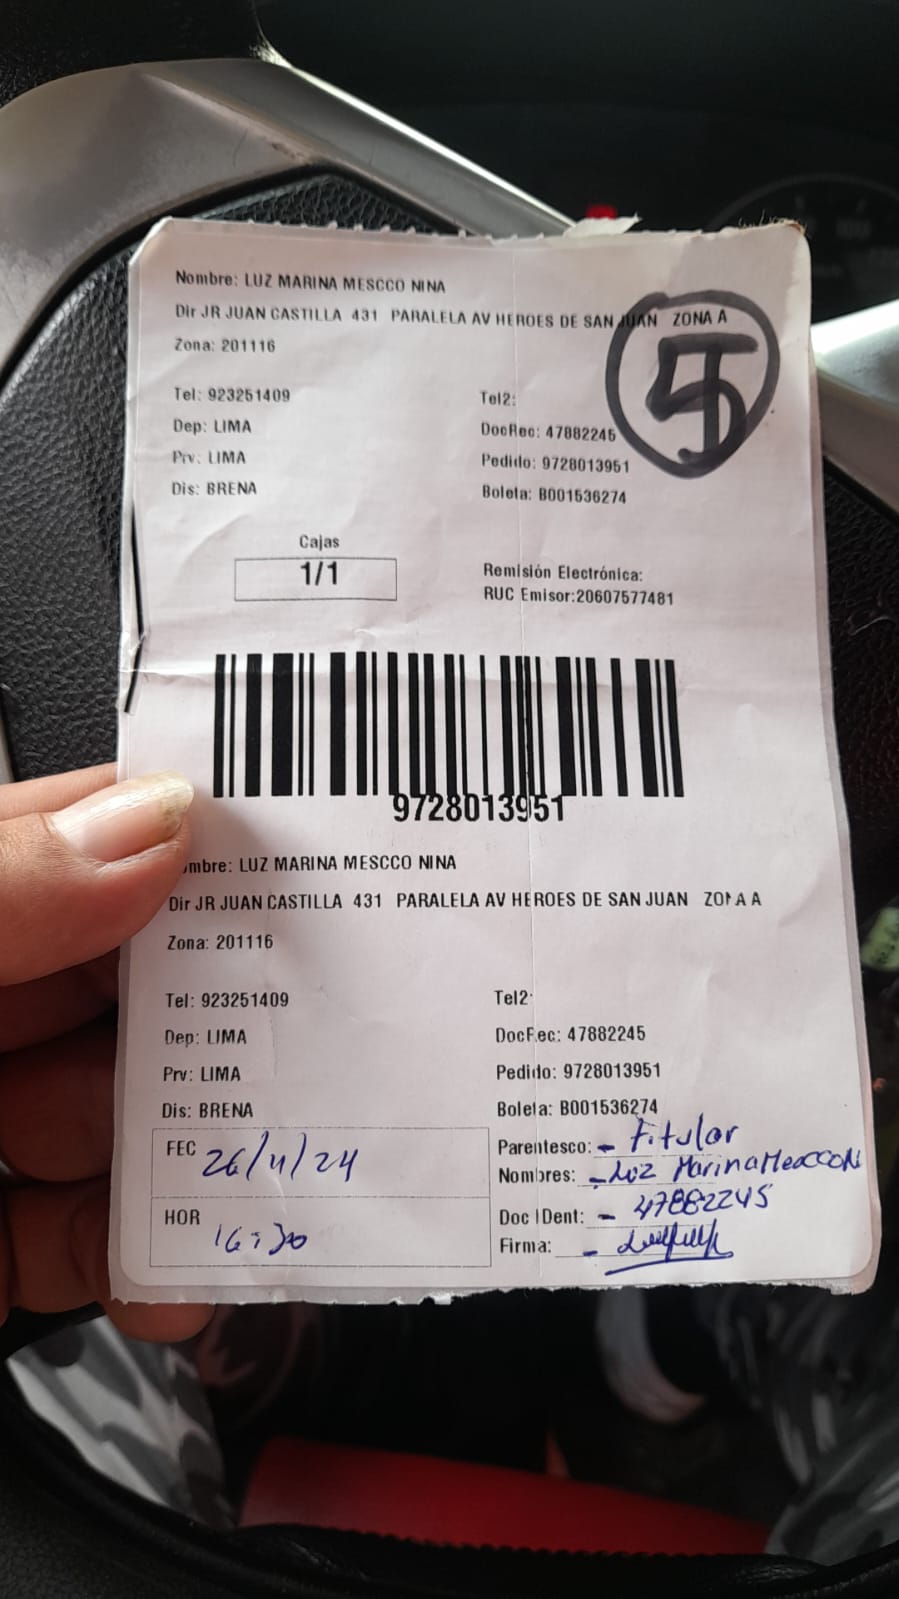 Nombre: LUZ MARINA MESCCO NINA
Dir JR JUAN CASTILLA 431 PARALELA AV HEROES DE SAN JUAN ZONA A
Zona: 201116
5
Tel: 923251409 Tel2:
Dep: LIMA DocRec: 47882245
Prv: LIMA Pedido: 9728013951
Dis: BRENA Boleta: B001536274
Cajas
1/1
Remisión Electrónica:
RUC Emisor:20607577481
9728013951
mbre: LUZ MARINA MESCCO NINA
Dir JR JUAN CASTILLA 431 PARALELA AV HEROES DE SAN JUAN ZONA A
Zona: 201116
Tel: 923251409 Tel2:
Dep: LIMA DocRec: 47882245
Prv: LIMA Pedido: 9728013951
Dis: BRENA Boleta: B001536274
FEC 26/4/24
HOR
Parentesco: - Titular
Nombres: - Luz Marina
Doc Ident: - 47882245
Firma: -